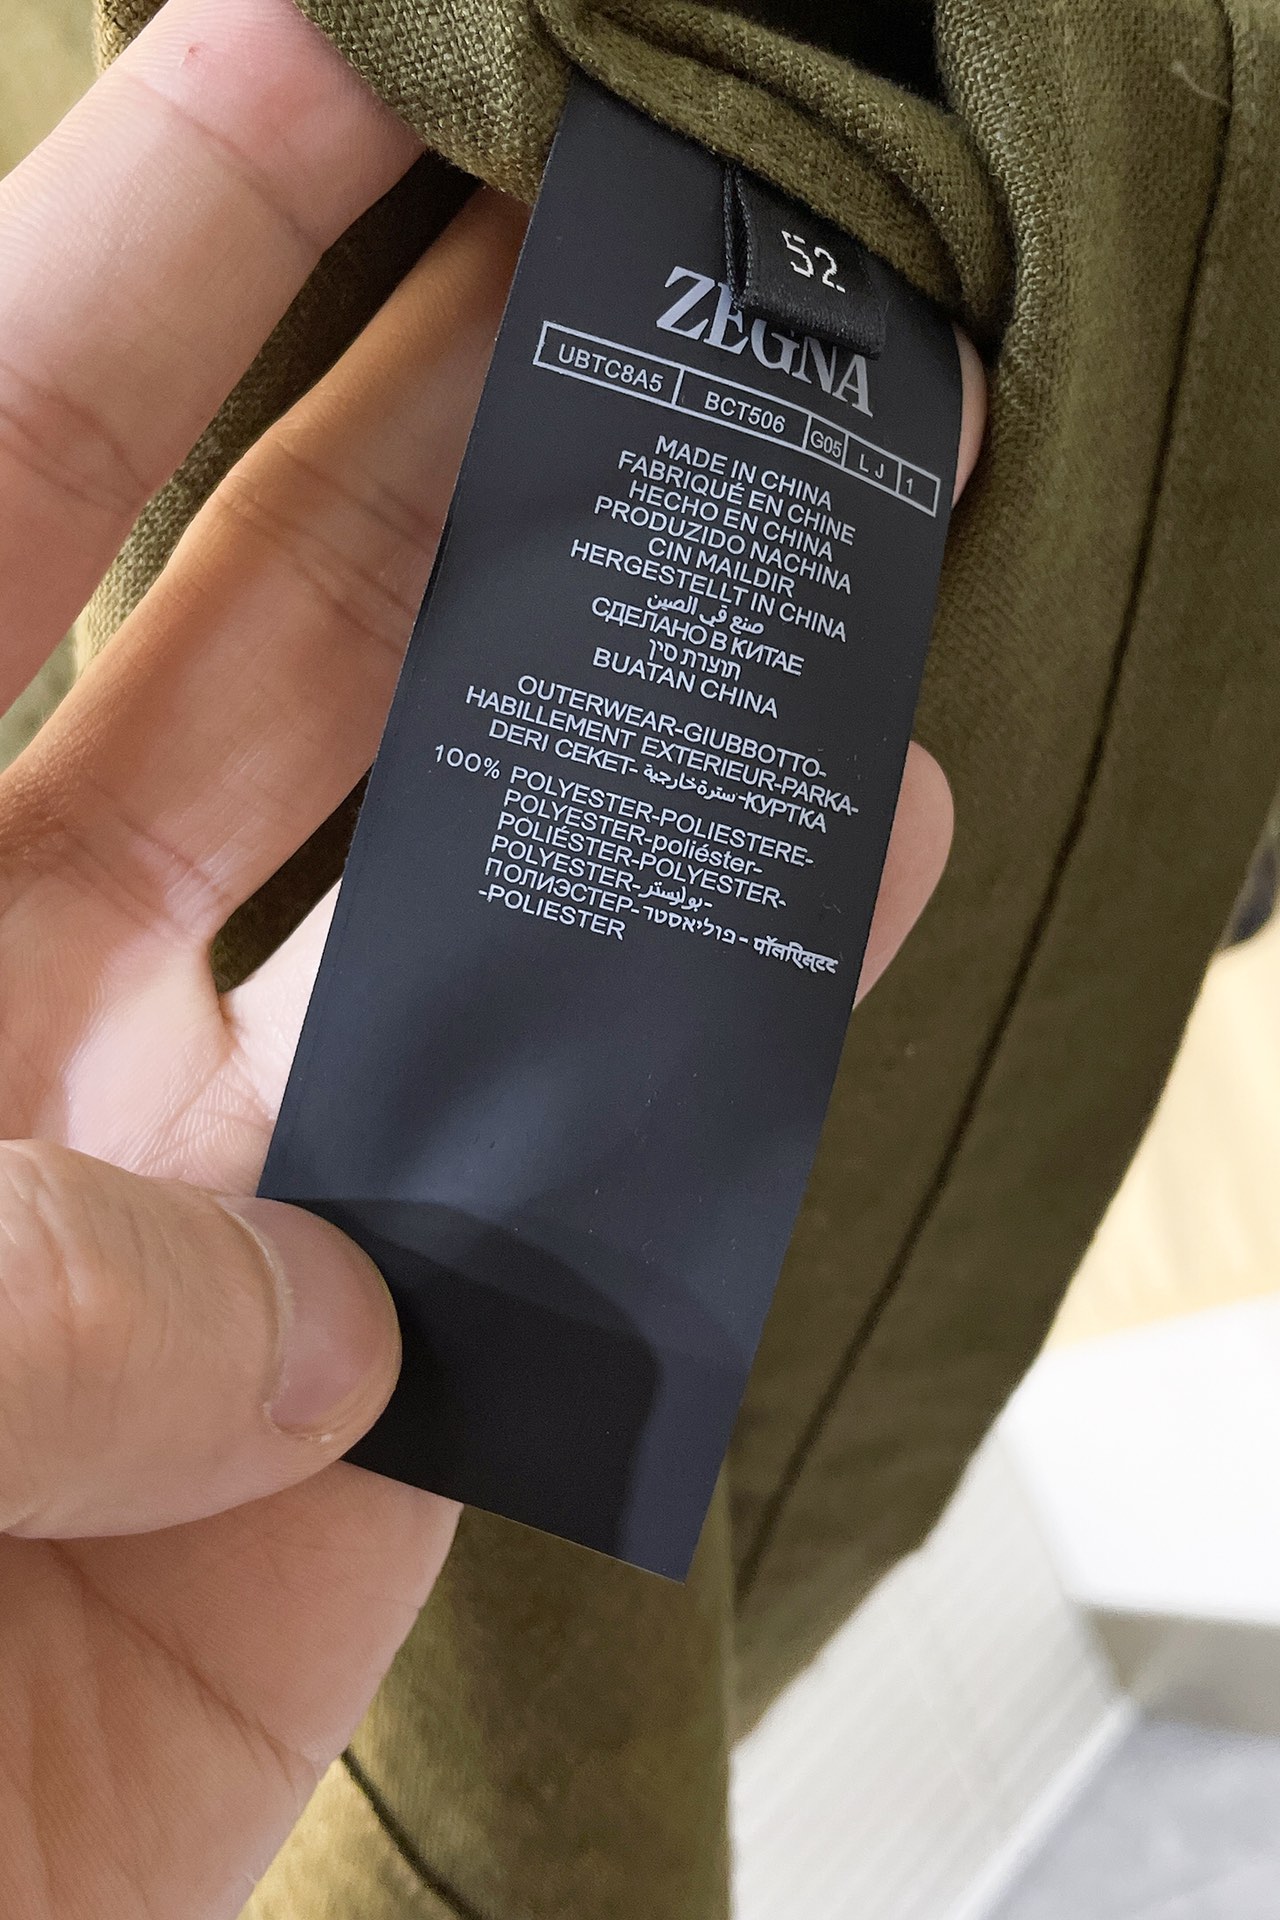 52
ZEGNA
UBTC8A5 BCT506 G05 L J 1
MADE IN CHINA
FABRIQUÉ EN CHINE
HECHO EN CHINA
PRODUZIDO NACHINA
CIN MAILDIR
HERGESTELLT IN CHINA
صنع في الصين
СДЕЛАНО В КИТАЕ
תוצרת סין
BUATAN CHINA
OUTERWEAR-GIUBBOTTO-
HABILLEMENT EXTERIEUR-PARKA-
DERI CEKET- سترة خارجية-КУРТКА
100% POLYESTER-POLIESTERE-
POLYESTER-poliéster-
POLIÉSTER-POLYESTER-
POLYESTER-بوليستر-
ПОЛИЭСТЕР-פוליאסטר- पॉलिएस्टर
-POLIESTER